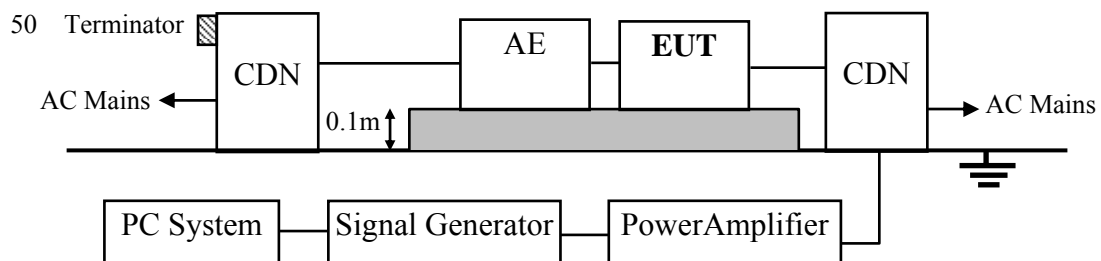 50 Terminator
CDN
AE
EUT
CDN
AC Mains
AC Mains
0.1m
PC System
Signal Generator
PowerAmplifier